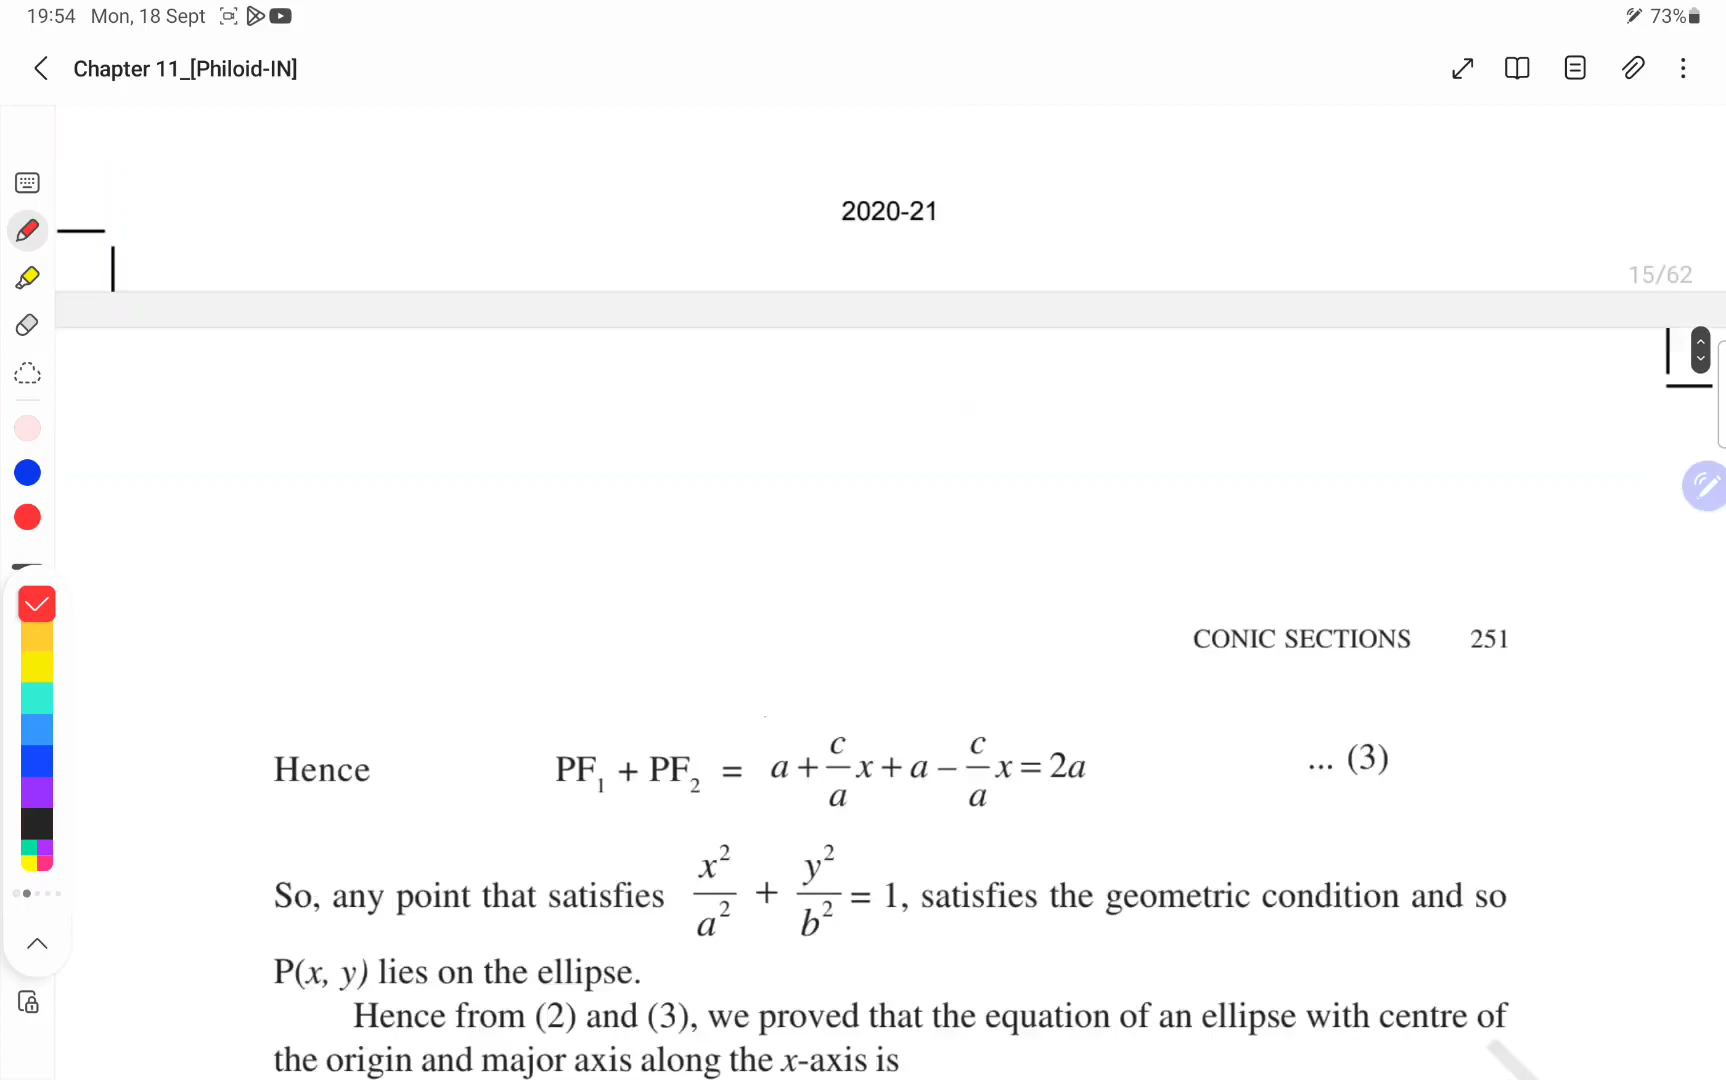 19:54 Mon, 18 Sept 73%
Chapter 11_[Philoid-IN]
2020-21
15/62
CONIC SECTIONS 251
Hence PF₁ + PF₂ = a + c/a x + a − c/a x = 2a ... (3)
So, any point that satisfies x²/a² + y²/b² = 1, satisfies the geometric condition and so
P(x, y) lies on the ellipse.
Hence from (2) and (3), we proved that the equation of an ellipse with centre of
the origin and major axis along the x-axis is